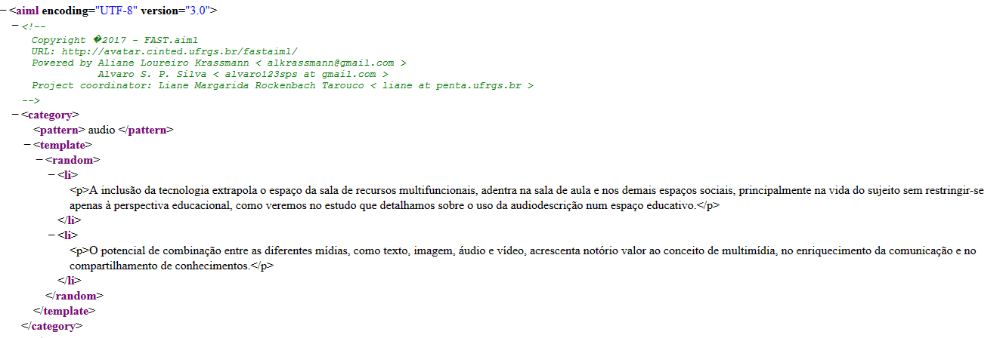 −<aiml encoding="UTF-8" version="3.0">
−<!--
Copyright �2017 - FAST.aiml
URL: http://avatar.cinted.ufrgs.br/fastaiml/
Powered by Aliane Loureiro Krassmann < alkrassmann@gmail.com >
Alvaro S. P. Silva < alvaro123sps at gmail.com >
Project coordinator: Liane Margarida Rockenbach Tarouco < liane at penta.ufrgs.br >
-->
−<category>
<pattern> audio </pattern>
−<template>
−<random>
−<li>
<p>A inclusão da tecnologia extrapola o espaço da sala de recursos multifuncionais, adentra na sala de aula e nos demais espaços sociais, principalmente na vida do sujeito sem restringir-se
apenas à perspectiva educacional, como veremos no estudo que detalhamos sobre o uso da audiodescrição num espaço educativo.</p>
</li>
−<li>
<p>O potencial de combinação entre as diferentes mídias, como texto, imagem, áudio e vídeo, acrescenta notório valor ao conceito de multimídia, no enriquecimento da comunicação e no
compartilhamento de conhecimentos.</p>
</li>
</random>
</template>
</category>